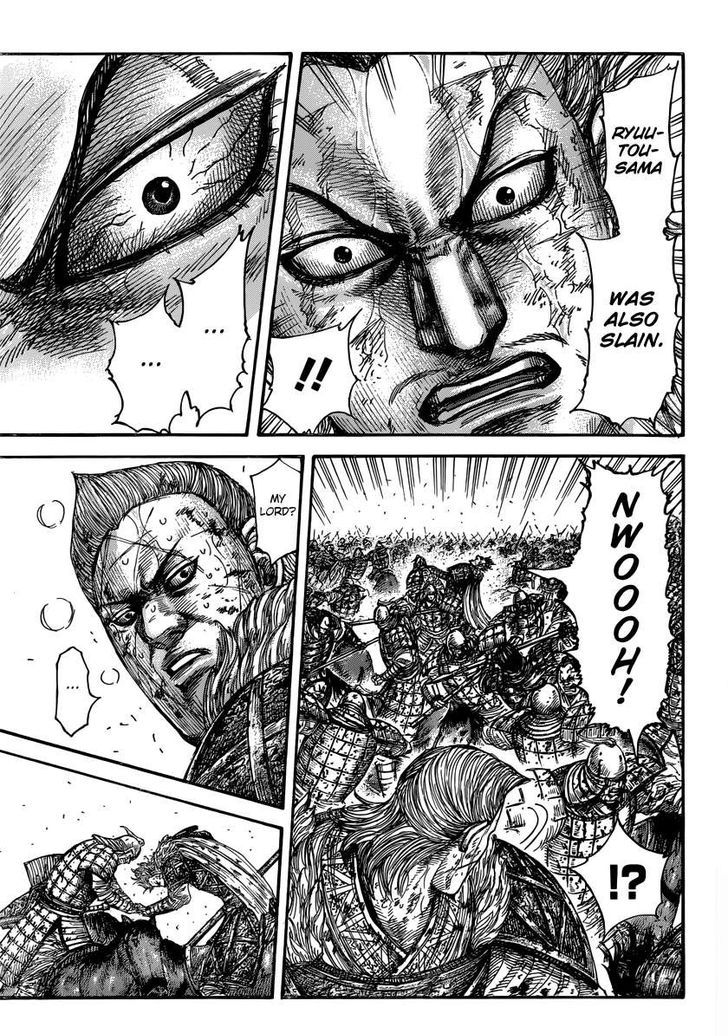 RYUU-
TOU-
SAMA
WAS
ALSO
SLAIN.
!!
...
...
NWOOOH!
!?
MY
LORD?
...